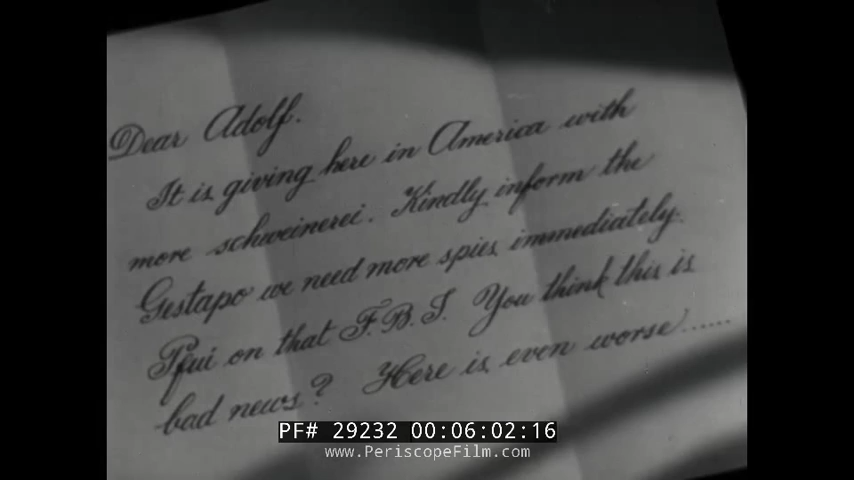 Dear Adolf.
It is giving here in America with
more schweinerei. Kindly inform the
Gestapo we need more spies immediately.
Pfui on that F.B.I. You think this is
bad news? Here is even worse......
PF# 29232 00:06:02:16
www.PeriscopeFilm.com